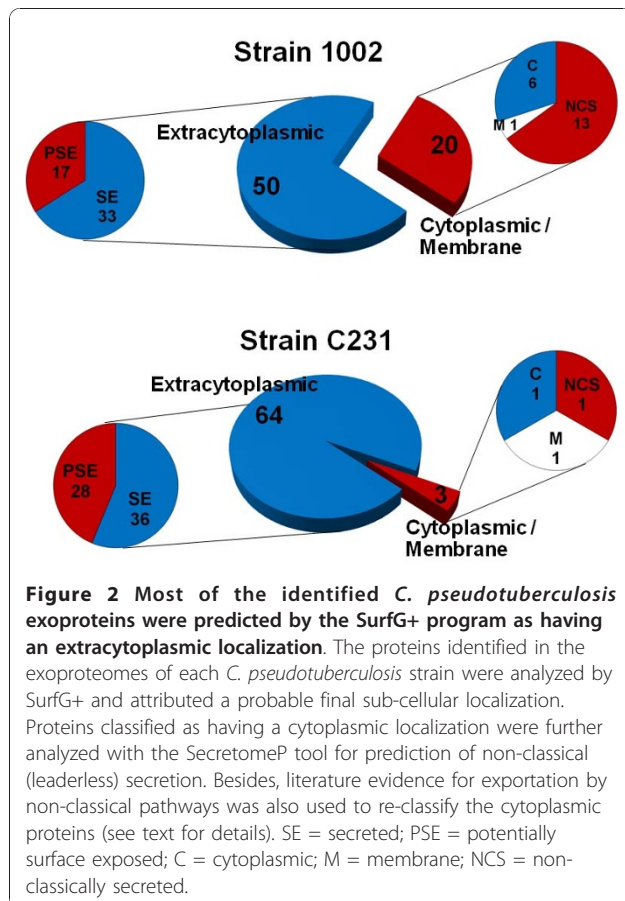 Strain 1002
Extracytoplasmic
50
20
Cytoplasmic /
Membrane
PSE
17
SE
33
C
6
M 1
NCS
13
Strain C231
Extracytoplasmic
64
3
Cytoplasmic /
Membrane
PSE
28
SE
36
C
1
NCS
1
M
1
Figure 2 Most of the identified C. pseudotuberculosis
exoproteins were predicted by the SurfG+ program as having
an extracytoplasmic localization. The proteins identified in the
exoproteomes of each C. pseudotuberculosis strain were analyzed by
SurfG+ and attributed a probable final sub-cellular localization.
Proteins classified as having a cytoplasmic localization were further
analyzed with the SecretomeP tool for prediction of non-classical
(leaderless) secretion. Besides, literature evidence for exportation by
non-classical pathways was also used to re-classify the cytoplasmic
proteins (see text for details). SE = secreted; PSE = potentially
surface exposed; C = cytoplasmic; M = membrane; NCS = non-
classically secreted.